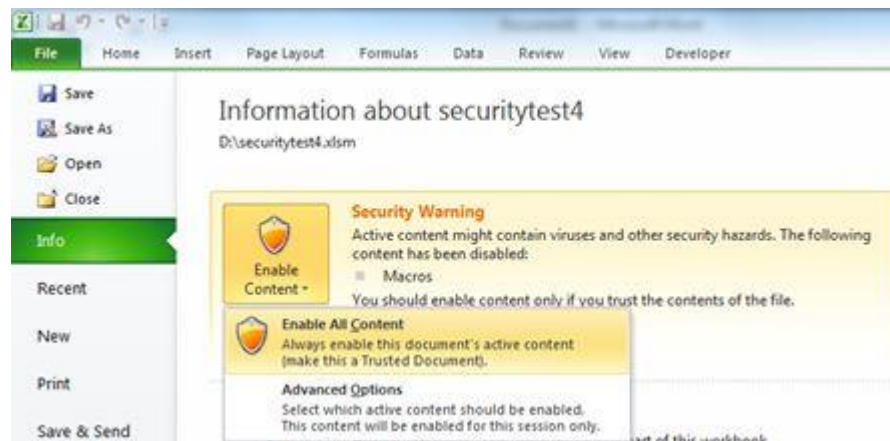 File Home Insert Page Layout Formulas Data Review View Developer
Save
Save As
Open
Close
Info
Recent
New
Print
Save & Send
Information about securitytest4
D:\securitytest4.xlsm
Enable
Content
Security Warning
Active content might contain viruses and other security hazards. The following
content has been disabled:
Macros
You should enable content only if you trust the contents of the file.
Enable All Content
Always enable this document's active content
(make this a Trusted Document).
Advanced Options
Select which active content should be enabled.
This content will be enabled for this session only.
of this workbook